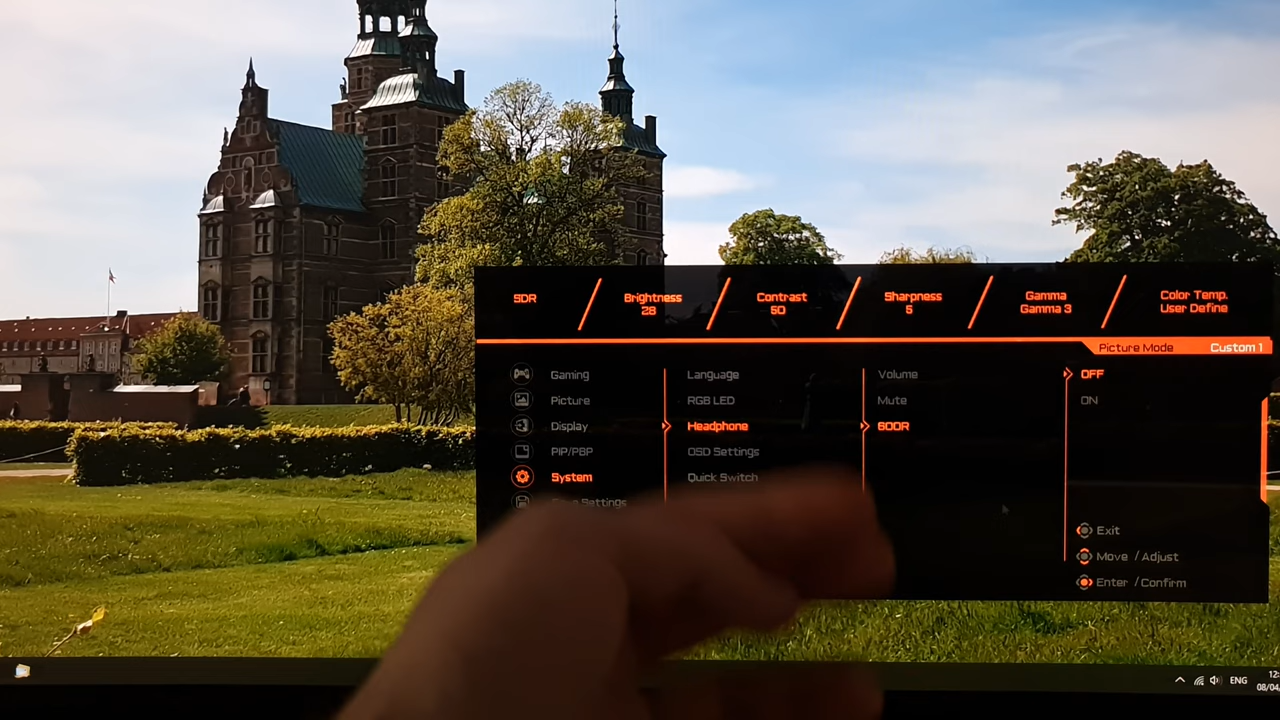 SDR
Brightness
28
Contrast
50
Sharpness
5
Gamma
Gamma 3
Color Temp.
User Define
Picture Mode Custom 1
Gaming
Picture
Display
PIP/PBP
System
Settings
Language
RGB LED
Headphone
OSD Settings
Quick Switch
Volume
Mute
600R
OFF
ON
Exit
Move / Adjust
Enter / Confirm
ENG